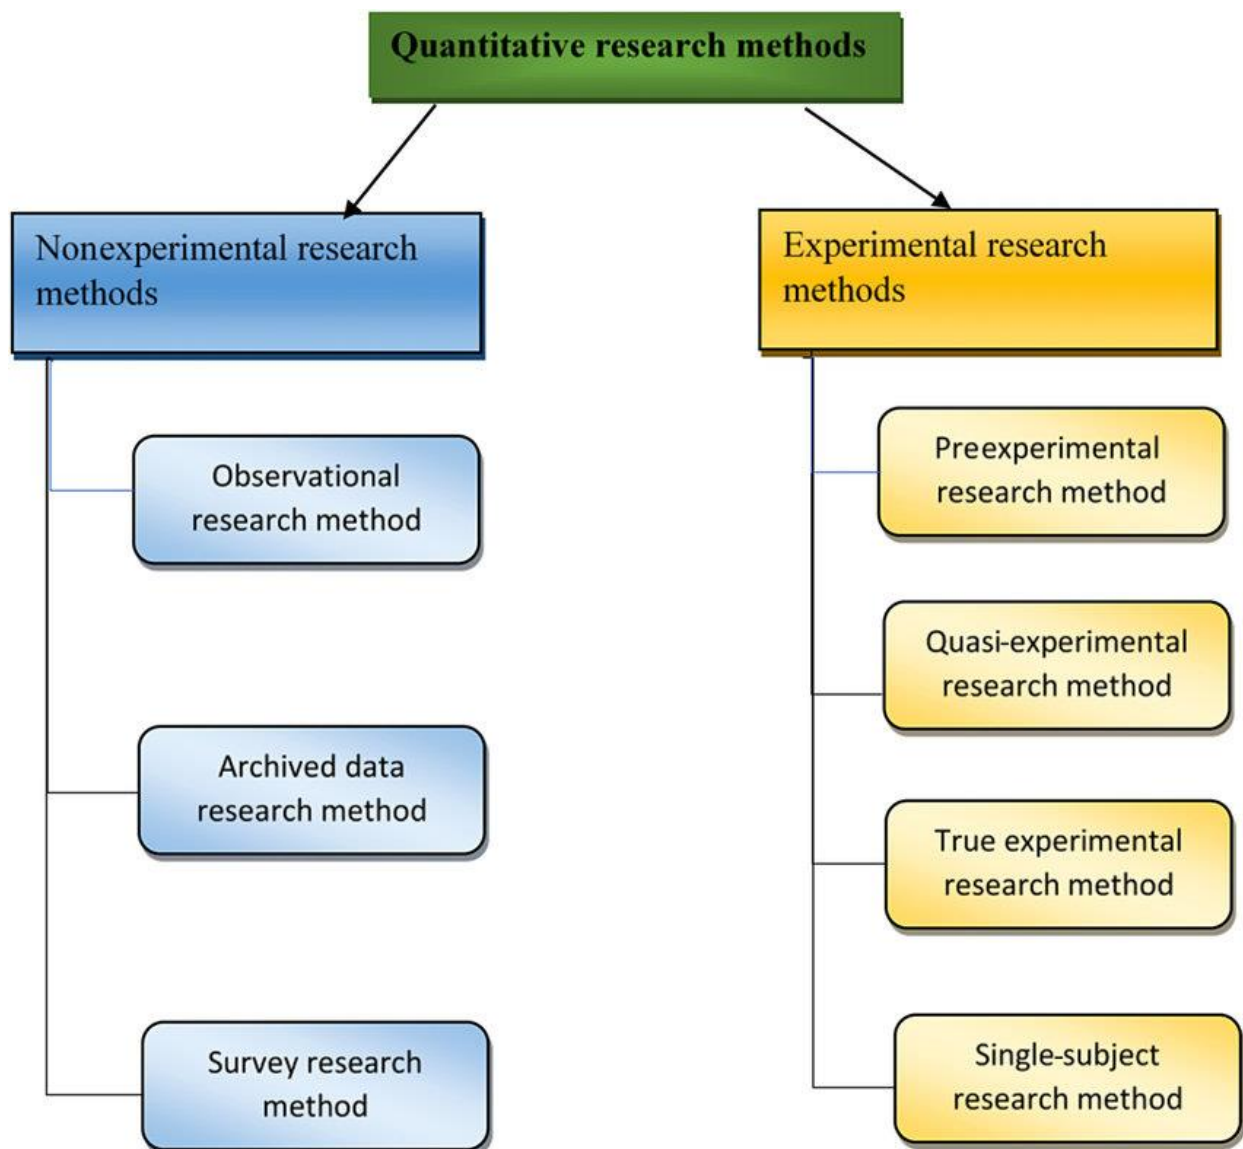 Quantitative research methods
Nonexperimental research
methods
Observational
research method
Archived data
research method
Survey research
method
Experimental research
methods
Preexperimental
research method
Quasi-experimental
research method
True experimental
research method
Single-subject
research method